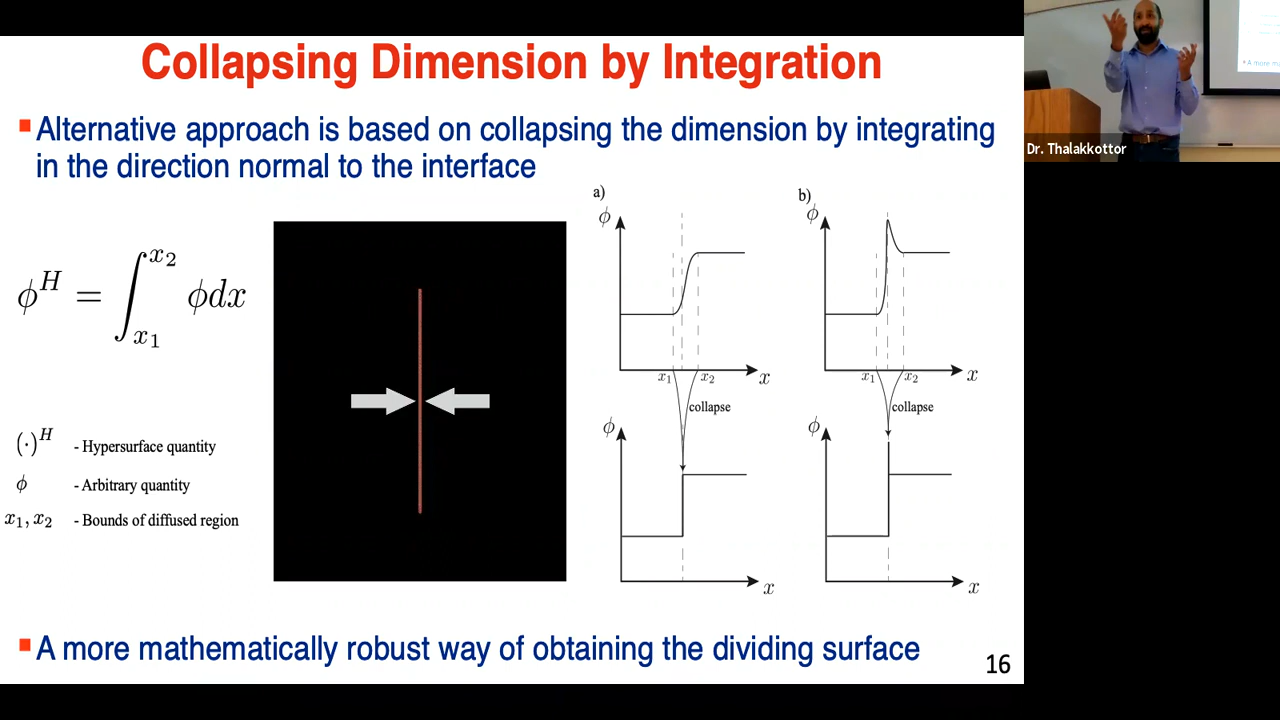 Collapsing Dimension by Integration
▪ Alternative approach is based on collapsing the dimension by integrating
in the direction normal to the interface
a)
b)
ϕ
ϕ
ϕ^H = ∫_{x_1}^{x_2} ϕdx
x_1 x_2 x
x_1 x_2 x
collapse
collapse
ϕ
ϕ
(·)^H - Hypersurface quantity
ϕ - Arbitrary quantity
x_1, x_2 - Bounds of diffused region
x
x
▪ A more mathematically robust way of obtaining the dividing surface
16
Dr. Thalakkottor
A more ma